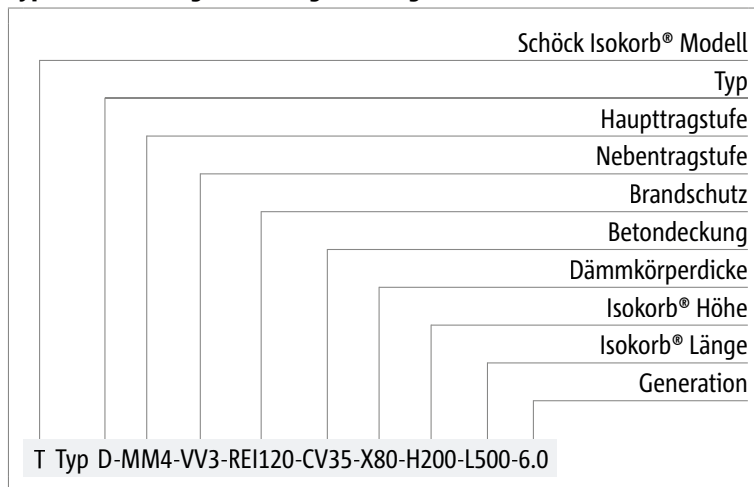 Schöck Isokorb® Modell
Typ
Haupttragstufe
Nebentragstufe
Brandschutz
Betondeckung
Dämmkörperdicke
Isokorb® Höhe
Isokorb® Länge
Generation
T Typ D-MM4-VV3-REI120-CV35-X80-H200-L500-6.0